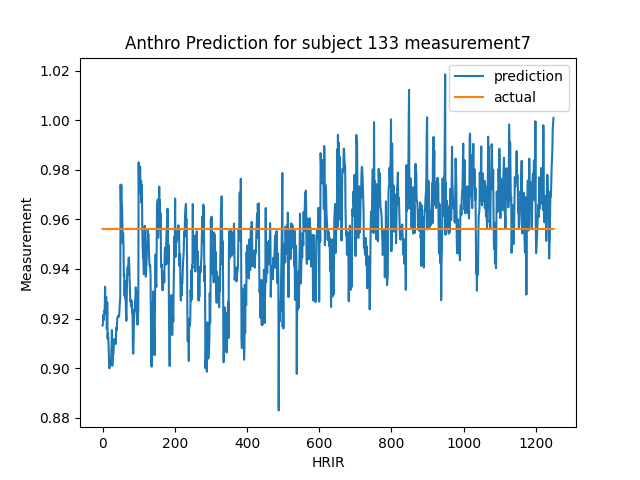 Anthro Prediction for subject 133 measurement7
prediction
actual
1.02
1.00
0.98
0.96
0.94
0.92
0.90
0.88
Measurement
0 200 400 600 800 1000 1200
HRIR